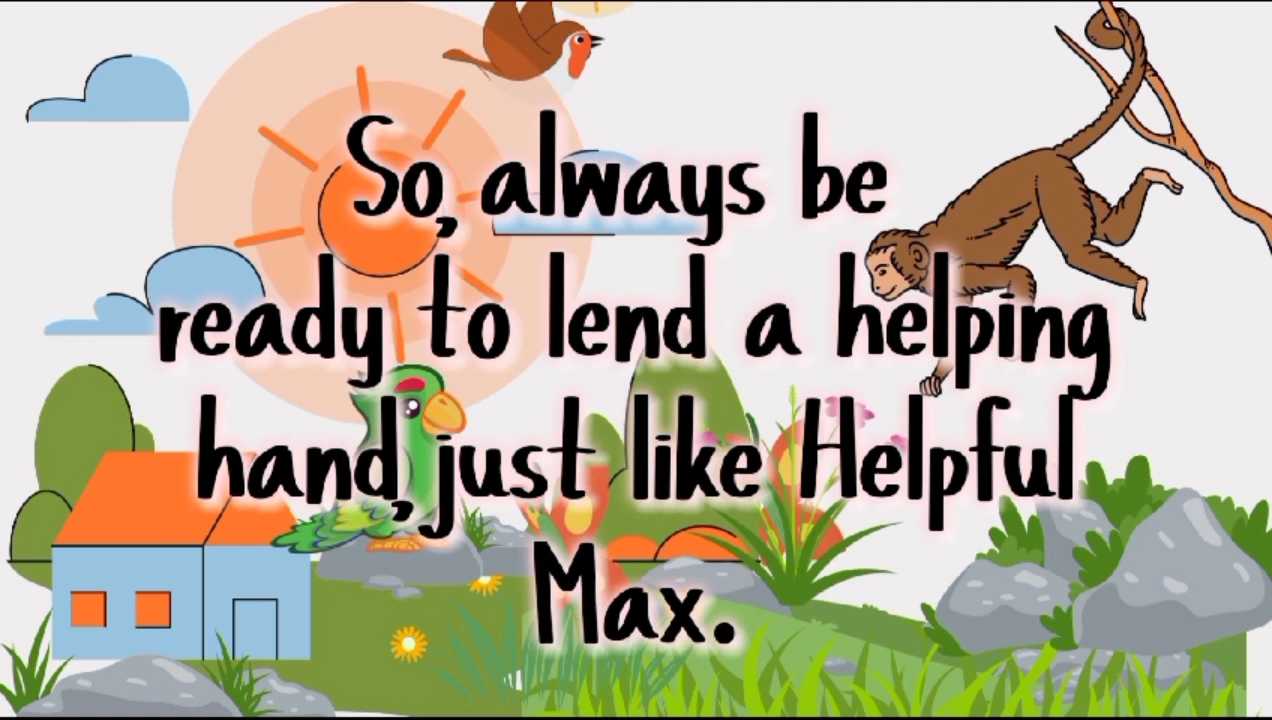 So, always be
ready to lend a helping
hand, just like Helpful
Max.